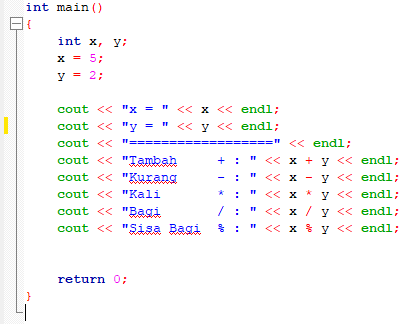 int main()
{
    int x, y;
    x = 5;
    y = 2;

    cout << "x = " << x << endl;
    cout << "y = " << y << endl;
    cout << "==================" << endl;
    cout << "Tambah     + : " << x + y << endl;
    cout << "Kurang     - : " << x - y << endl;
    cout << "Kali       * : " << x * y << endl;
    cout << "Bagi       / : " << x / y << endl;
    cout << "Sisa Bagi  % : " << x % y << endl;


    return 0;
}